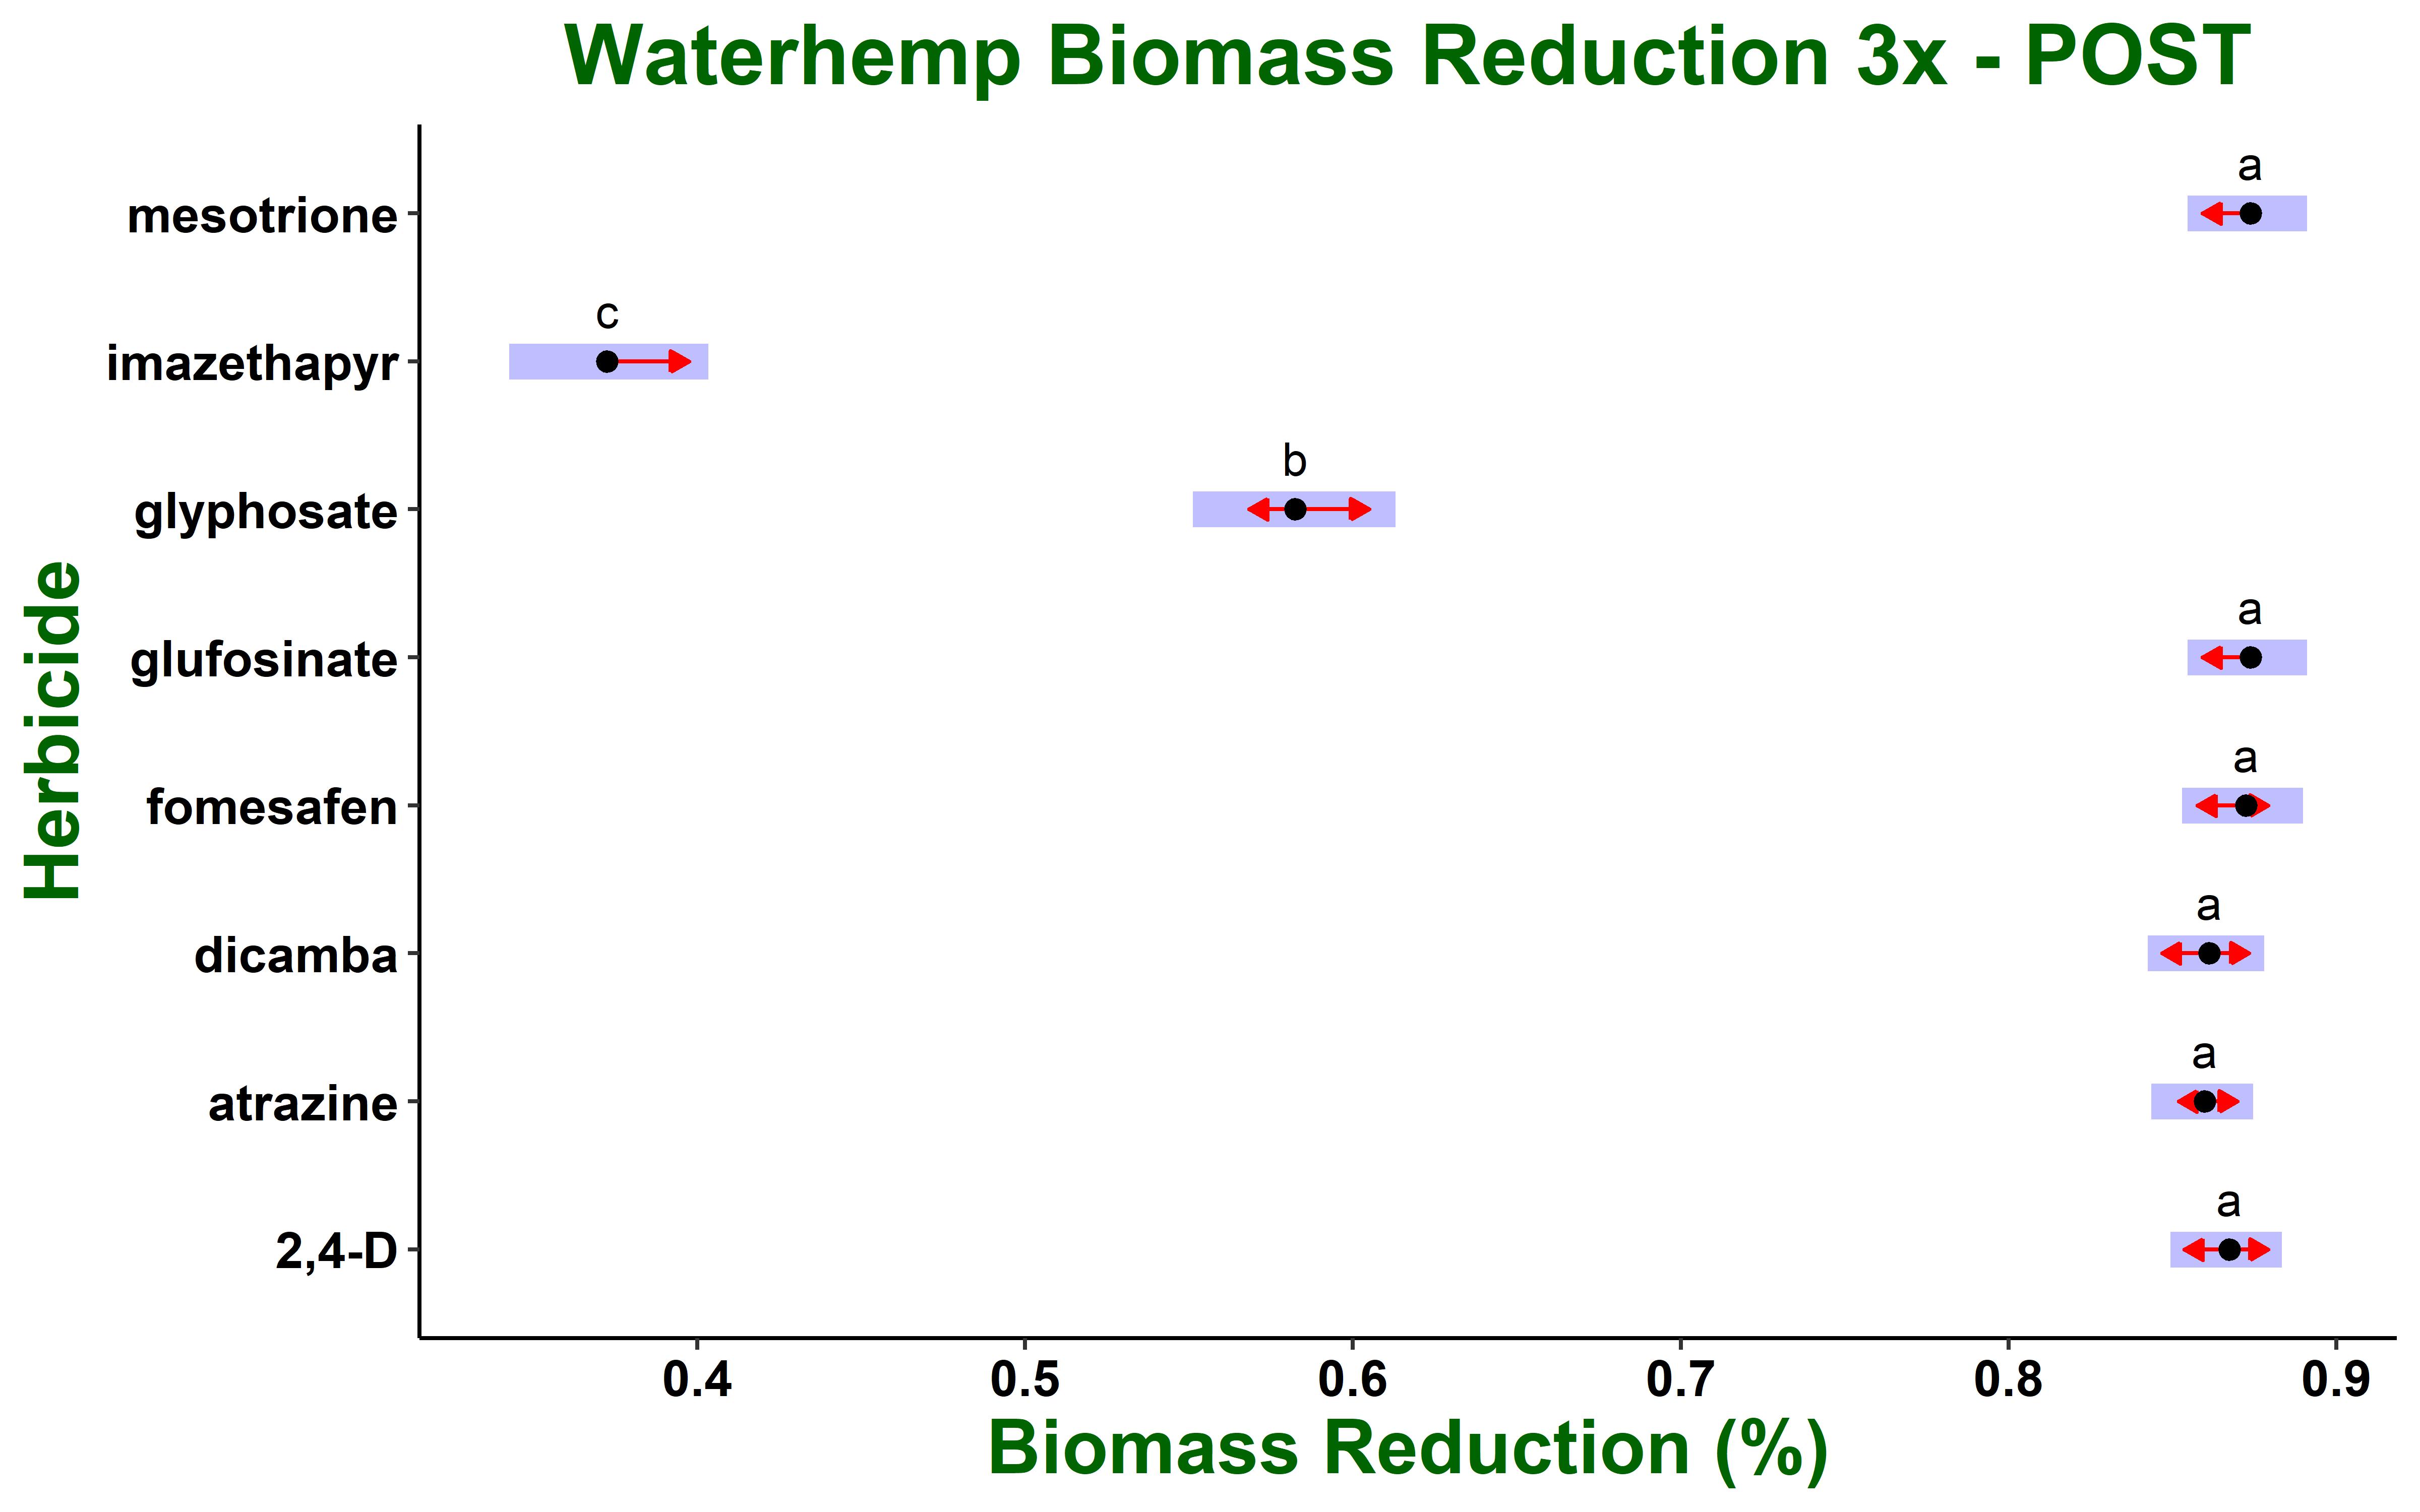 Waterhemp Biomass Reduction 3x - POST
a
mesotrione
c
imazethapyr
b
glyphosate
a
glufosinate
a
fomesafen
a
dicamba
a
atrazine
a
2,4-D
Herbicide
0.4 0.5 0.6 0.7 0.8 0.9
Biomass Reduction (%)